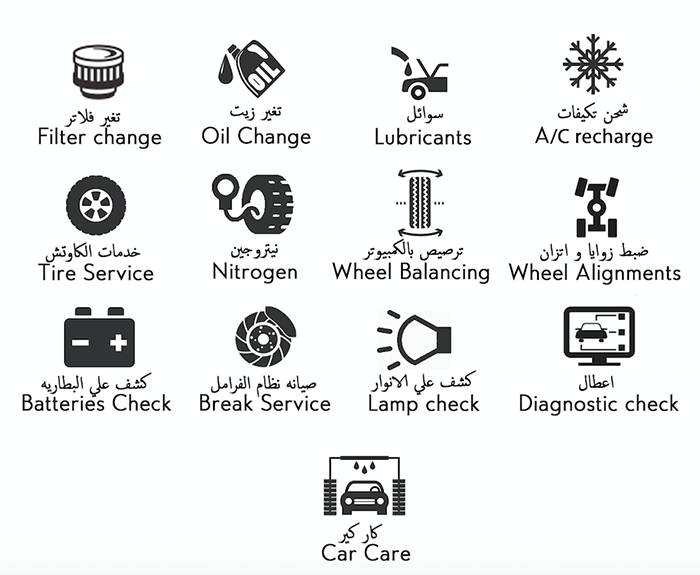 OIL
تغير فلاتر
Filter change
تغير زيت
Oil Change
سوائل
Lubricants
شحن تكيفات
A/C recharge
خدمات الكاوتش
Tire Service
نيتروجين
Nitrogen
ترصيص بالكمبيوتر
Wheel Balancing
ضبط زوايا و اتزان
Wheel Alignments
كشف علي البطاريه
Batteries Check
صيانه نظام الفرامل
Break Service
كشف علي الانوار
Lamp check
اعطال
Diagnostic check
كار كير
Car Care